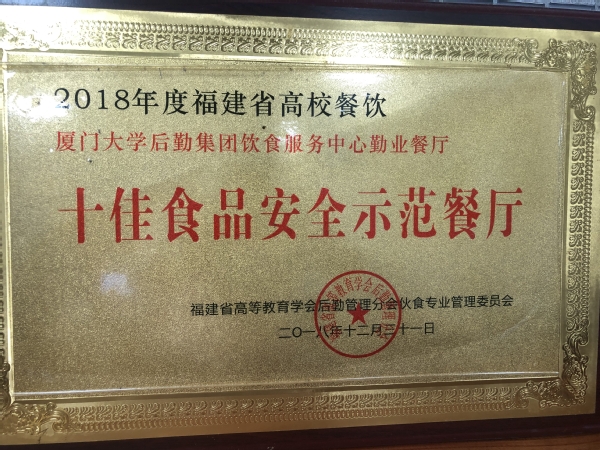 2018年度福建省高校餐饮
厦门大学后勤集团饮食服务中心勤业餐厅
十佳食品安全示范餐厅
福建省高等教育学会后勤管理分会伙食专业管理委员会
二〇一八年十二月二十一日